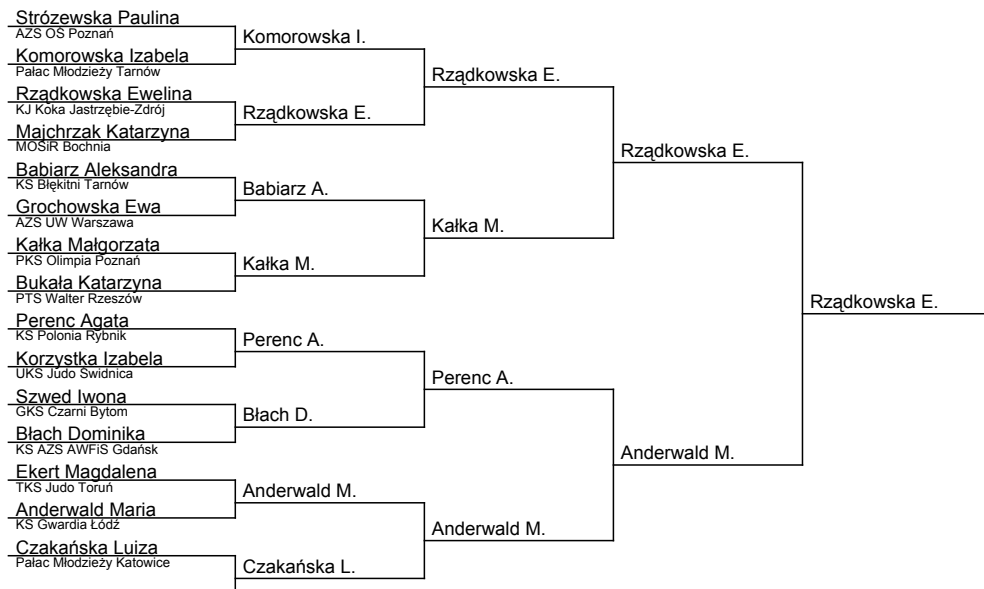 Strózewska Paulina
AZS OŚ Poznań
Komorowska I.
Komorowska Izabela
Pałac Młodzieży Tarnów
Rządkowska E.
Rządkowska Ewelina
KJ Koka Jastrzębie-Zdrój
Rządkowska E.
Majchrzak Katarzyna
MOSiR Bochnia
Rządkowska E.
Babiarz Aleksandra
KS Błękitni Tarnów
Babiarz A.
Grochowska Ewa
AZS UW Warszawa
Kałka M.
Kałka Małgorzata
PKS Olimpia Poznań
Kałka M.
Bukała Katarzyna
PTS Walter Rzeszów
Rządkowska E.
Perenc Agata
KS Polonia Rybnik
Perenc A.
Korzystka Izabela
UKS Judo Świdnica
Perenc A.
Szwed Iwona
GKS Czarni Bytom
Błach D.
Błach Dominika
KS AZS AWFiS Gdańsk
Anderwald M.
Ekert Magdalena
TKS Judo Toruń
Anderwald M.
Anderwald Maria
KS Gwardia Łódź
Anderwald M.
Czakańska Luiza
Pałac Młodzieży Katowice
Czakańska L.